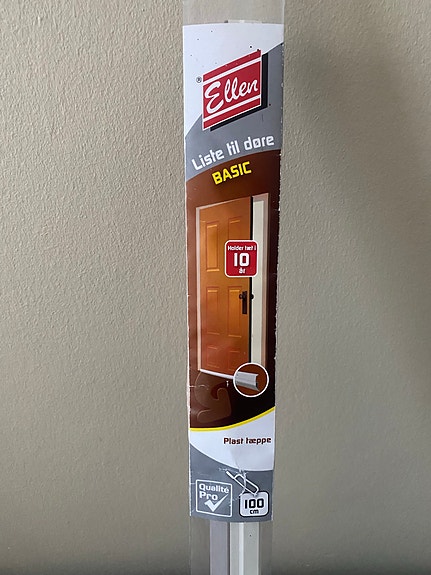 ® Ellen
Liste til døre
BASIC
Holder tæt i
10
år
Plast tæppe
Qualité
Pro
100
cm